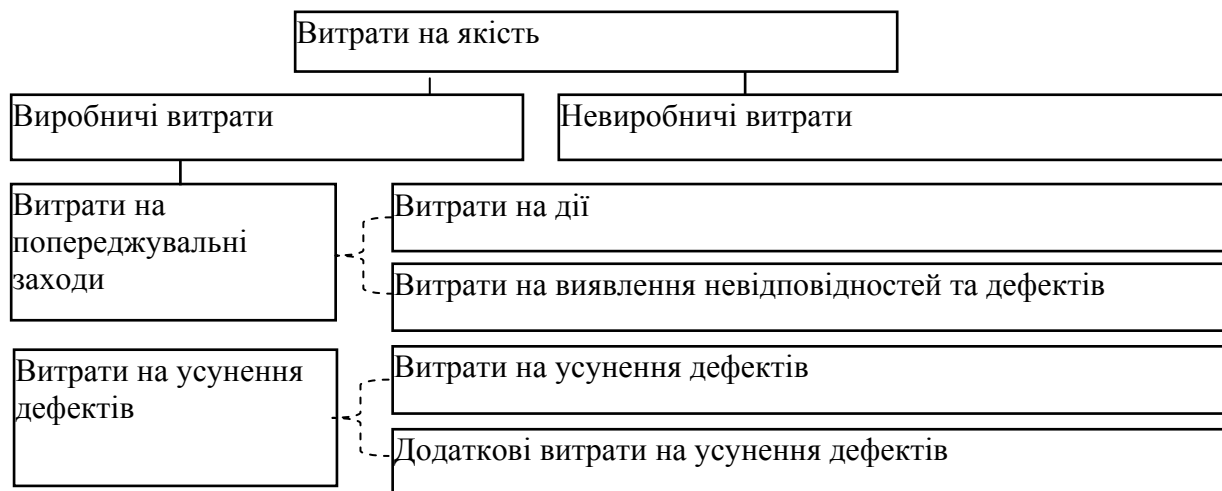 Витрати на якість
Виробничі витрати
Невиробничі витрати
Витрати на
попереджувальні
заходи
Витрати на дії
Витрати на виявлення невідповідностей та дефектів
Витрати на усунення
дефектів
Витрати на усунення дефектів
Додаткові витрати на усунення дефектів